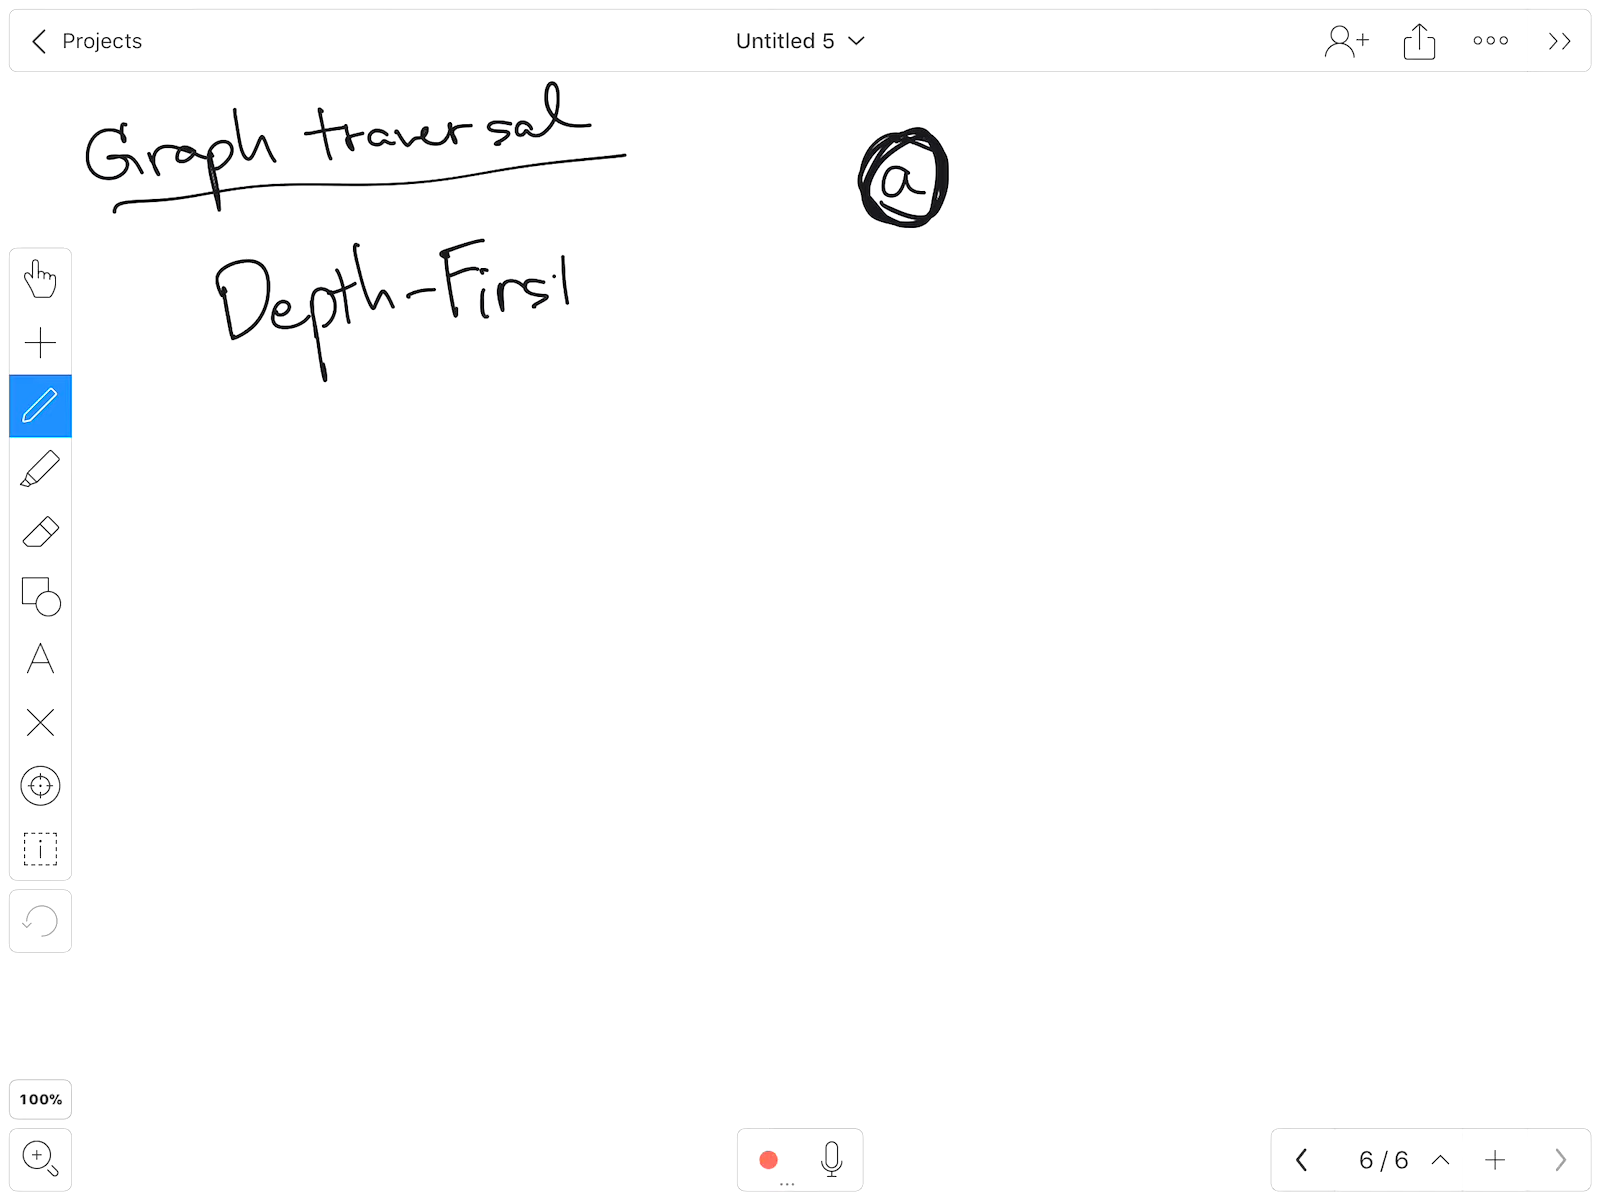 Projects
Untitled 5
Graph traversal
a
Depth-First
A
i
100%
6 / 6